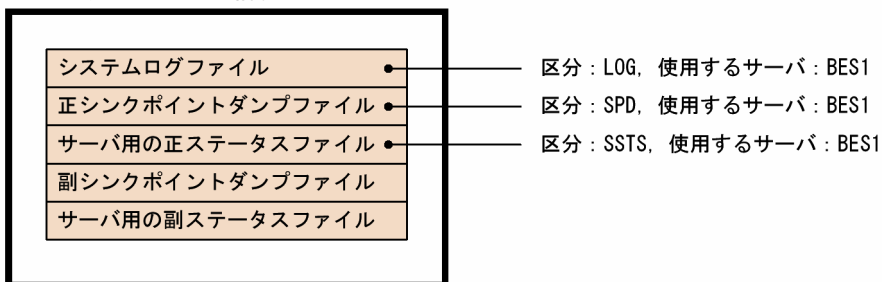 システムログファイル 区分：LOG，使用するサーバ：BES1
正シンクポイントダンプファイル 区分：SPD，使用するサーバ：BES1
サーバ用の正ステータスファイル 区分：SSTS，使用するサーバ：BES1
副シンクポイントダンプファイル
サーバ用の副ステータスファイル